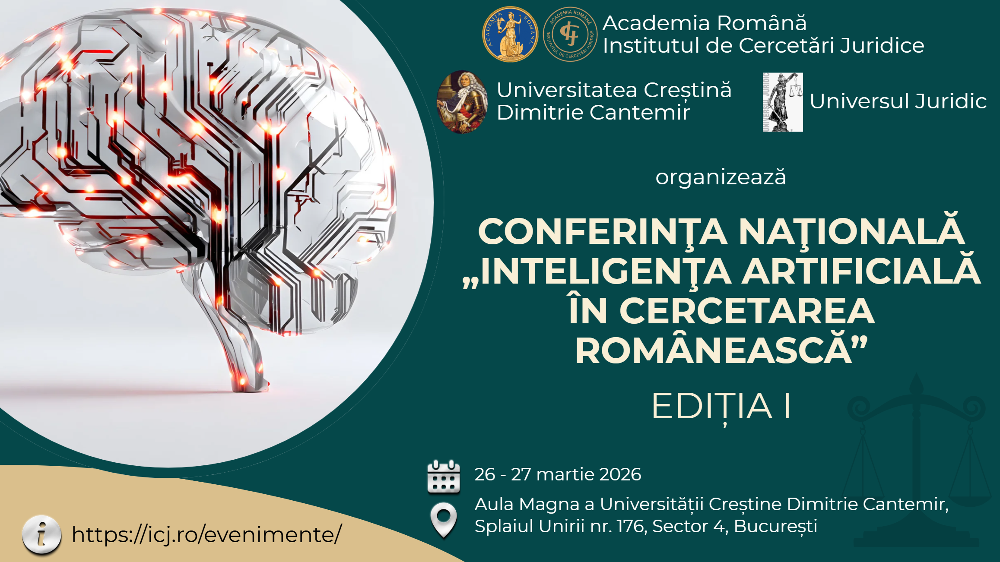 ACADEMIA ROMÂNĂ
ACADEMIA ROMÂNĂ
INSTITUTUL DE CERCETĂRI JURIDICE
Academia Română
Institutul de Cercetări Juridice
Universitatea Creștină
Dimitrie Cantemir
UNIVERSUL JURIDIC
Universul Juridic
organizează
CONFERINŢA NAŢIONALĂ
„INTELIGENŢA ARTIFICIALĂ
ÎN CERCETAREA
ROMÂNEASCĂ”
EDIȚIA I
26 - 27 martie 2026
Aula Magna a Universității Creștine Dimitrie Cantemir,
Splaiul Unirii nr. 176, Sector 4, București
https://icj.ro/evenimente/